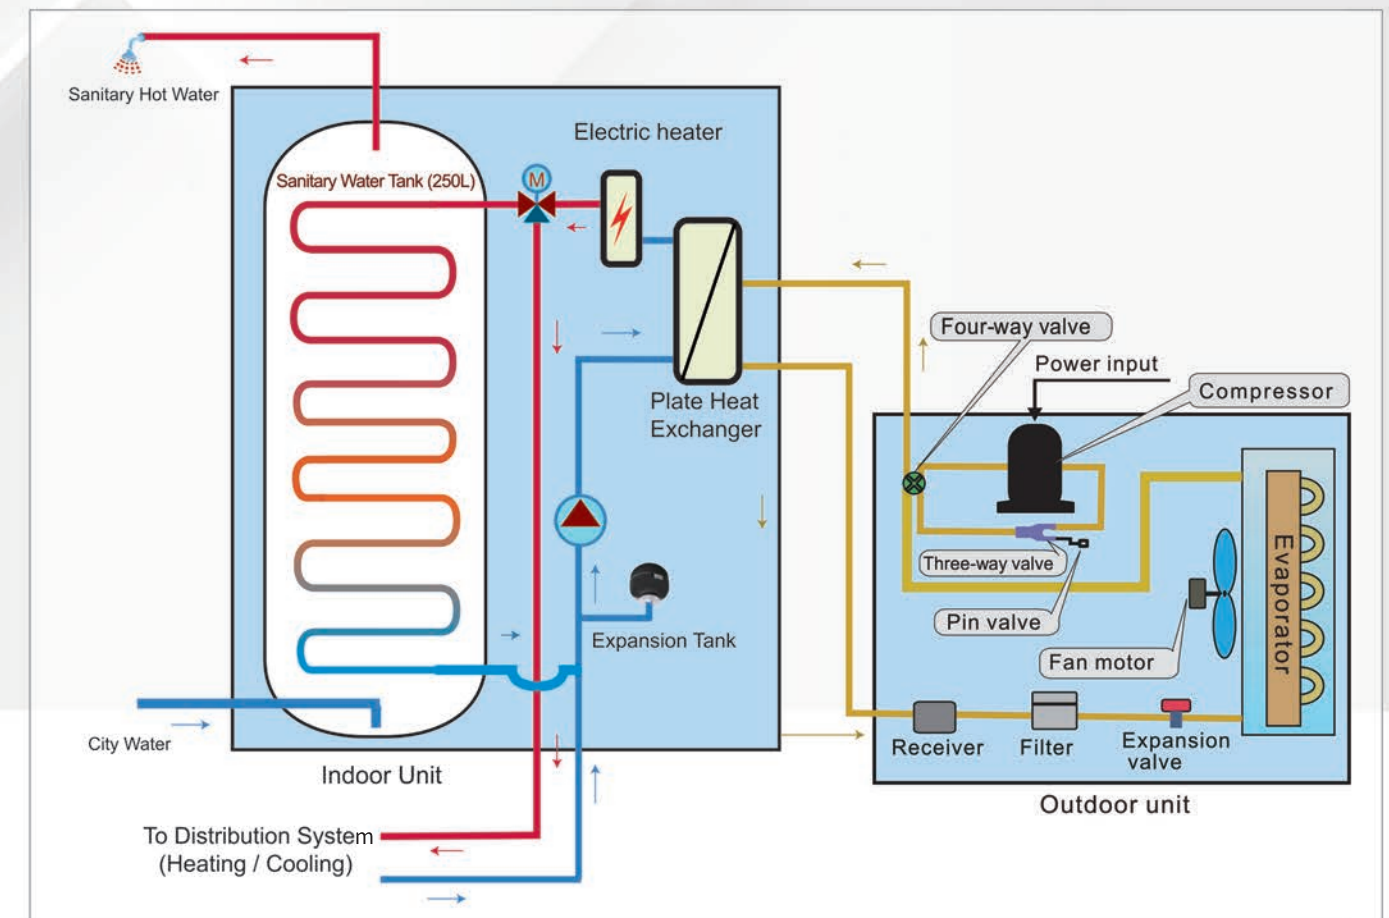 Sanitary Hot Water
Electric heater
Sanitary Water Tank (250L)
M
Four-way valve
Power input
Compressor
Plate Heat
Exchanger
Three-way valve
Evaporator
Pin valve
Expansion Tank
Fan motor
City Water
Receiver
Filter
Expansion
valve
Indoor Unit
Outdoor unit
To Distribution System
(Heating / Cooling)